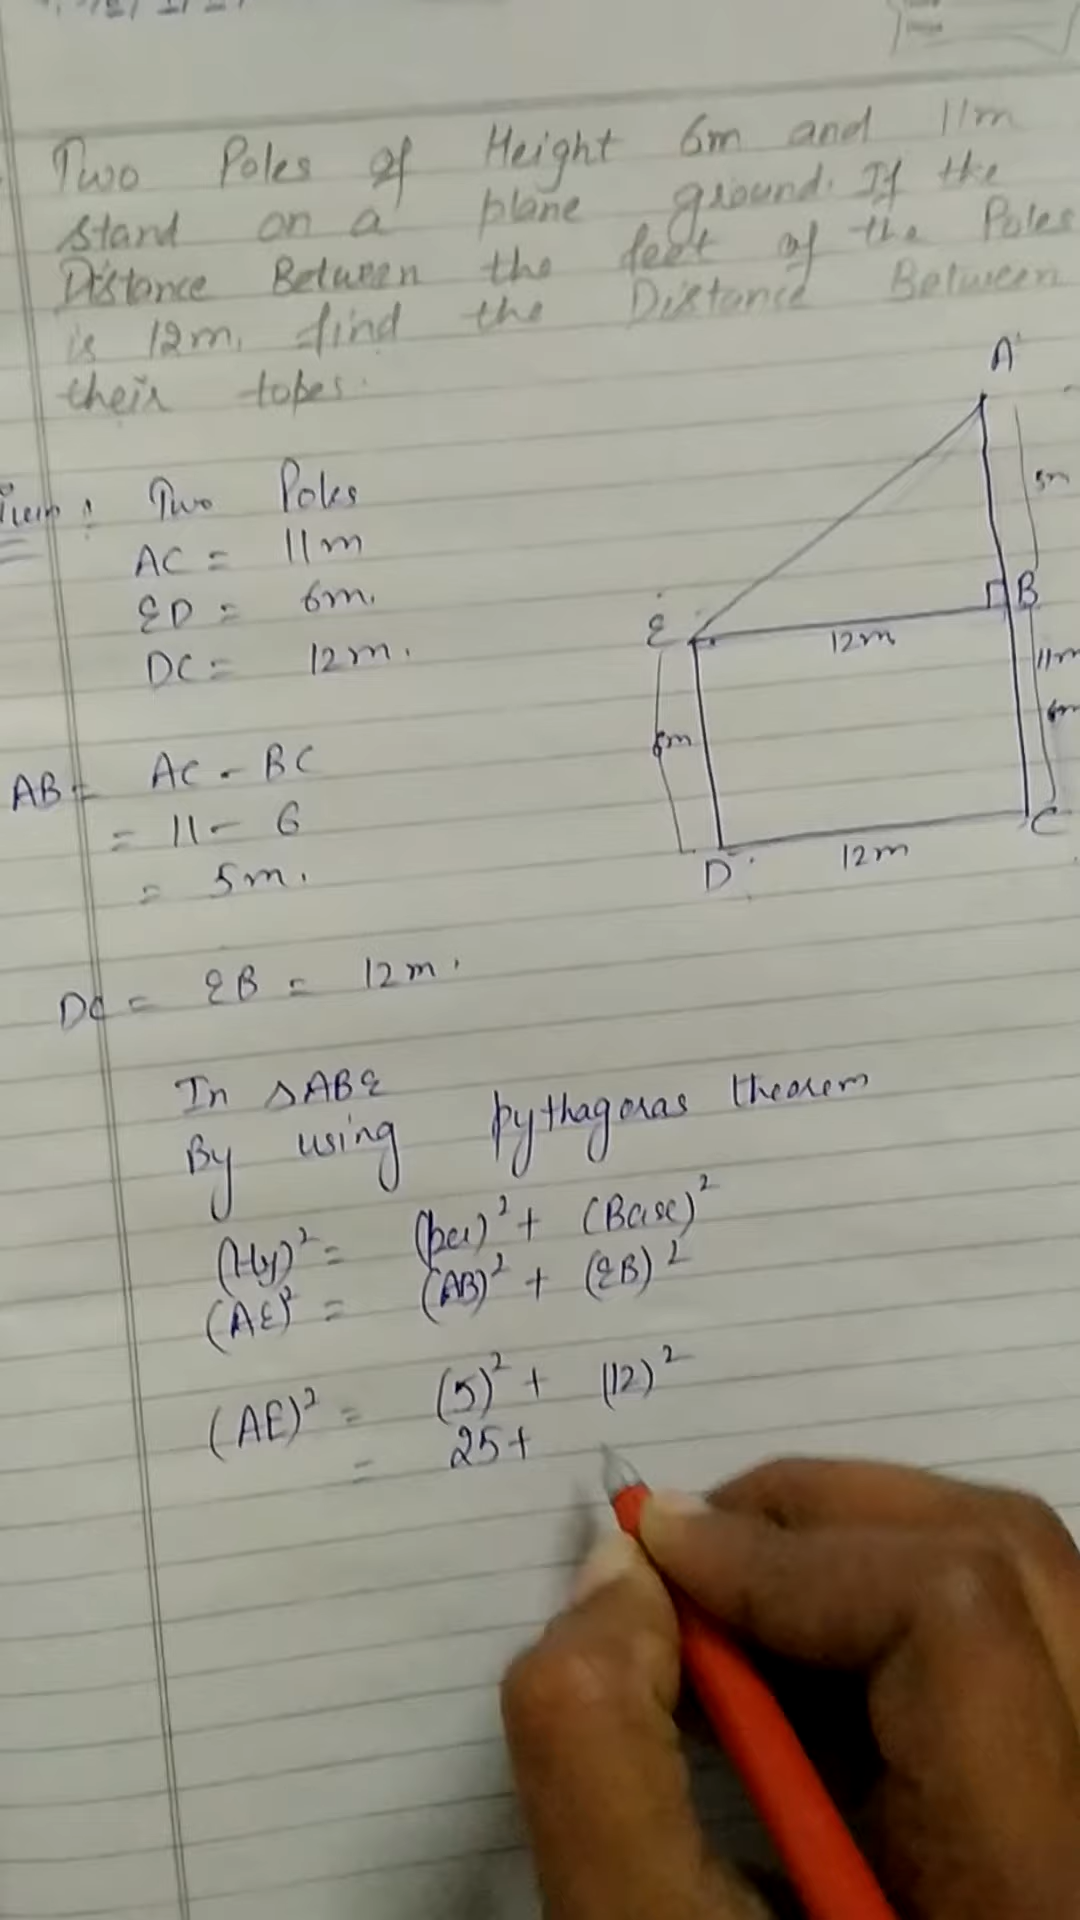 Two Poles of Height 6m and 11m
stand on a plane ground. If the
Distance Between the feet of the Poles
is 12m, find the Distance Between
their topes.
Two Poles
AC = 11m
ED = 6m.
DC = 12m.
AB = AC - BC
= 11 - 6
= 5m.
DC = EB = 12m.
In △ABE
By using pythagoras theorem
(Hy)² = (per)² + (Base)²
(AE)² = (AB)² + (EB)²
(AE)² = (5)² + (12)²
= 25 +
A
5m
B
E
12m
11m
6m
6m
C
D
12m